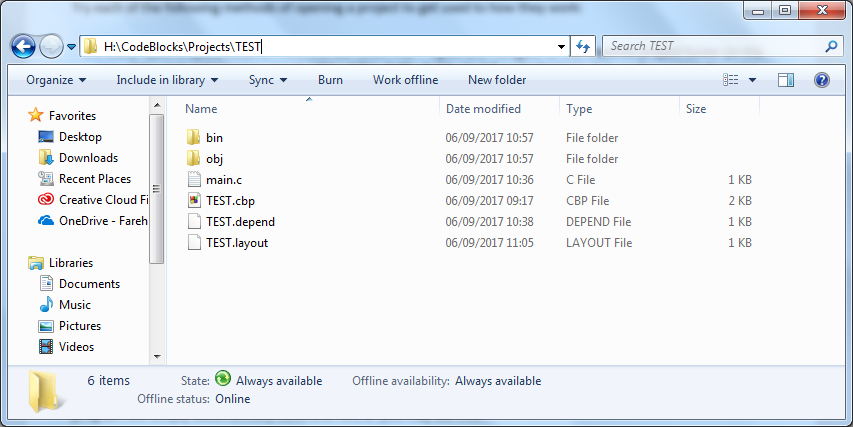 Try each of the following methods of opening a project to get used to how they work.
H:\CodeBlocks\Projects\TEST
Search TEST
Organize Include in library Sync Burn Work offline New folder
Favorites
Desktop
Downloads
Recent Places
Creative Cloud Fi
OneDrive - Fareh
Libraries
Documents
Music
Pictures
Videos
Name Date modified Type Size
bin 06/09/2017 10:57 File folder
obj 06/09/2017 10:57 File folder
main.c 06/09/2017 10:36 C File 1 KB
TEST.cbp 06/09/2017 09:17 CBP File 2 KB
TEST.depend 06/09/2017 10:38 DEPEND File 1 KB
TEST.layout 06/09/2017 11:05 LAYOUT File 1 KB
6 items State: Always available Offline availability: Always available
Offline status: Online